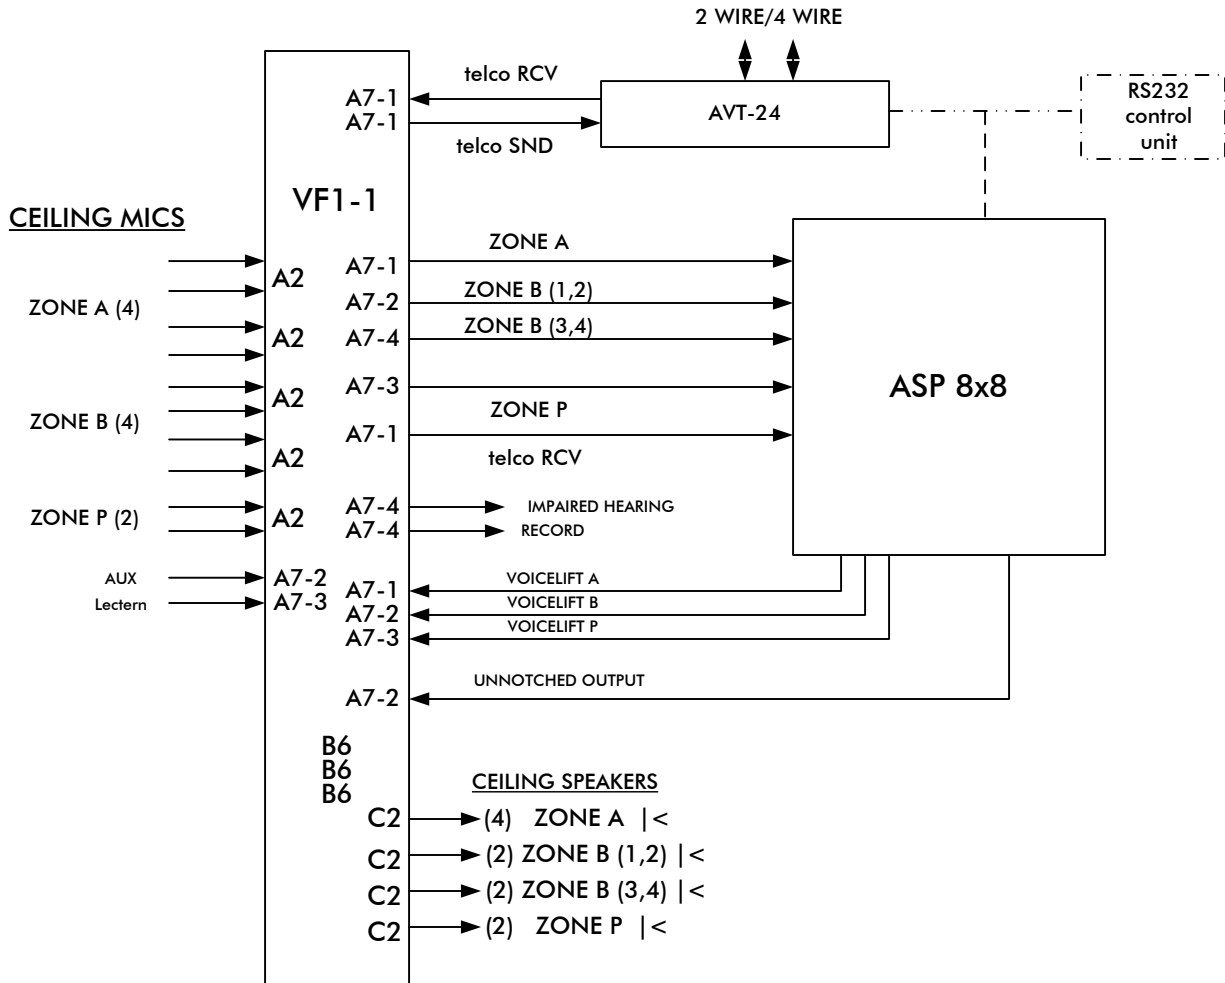 2 WIRE/4 WIRE
telco RCV
A7-1
A7-1
telco SND
AVT-24
RS232
control
unit
VF1-1
CEILING MICS
ZONE A (4)
ZONE B (4)
ZONE P (2)
AUX
Lectern
A2
A2
A2
A2
A2
A7-2
A7-3
A7-1
ZONE A
A7-2
ZONE B (1,2)
A7-4
ZONE B (3,4)
A7-3
ZONE P
A7-1
telco RCV
ASP 8x8
A7-4
IMPAIRED HEARING
A7-4
RECORD
A7-1
VOICELIFT A
A7-2
VOICELIFT B
A7-3
VOICELIFT P
A7-2
UNNOTCHED OUTPUT
B6
B6
B6
CEILING SPEAKERS
C2
(4) ZONE A |<
C2
(2) ZONE B (1,2) |<
C2
(2) ZONE B (3,4) |<
C2
(2) ZONE P |<